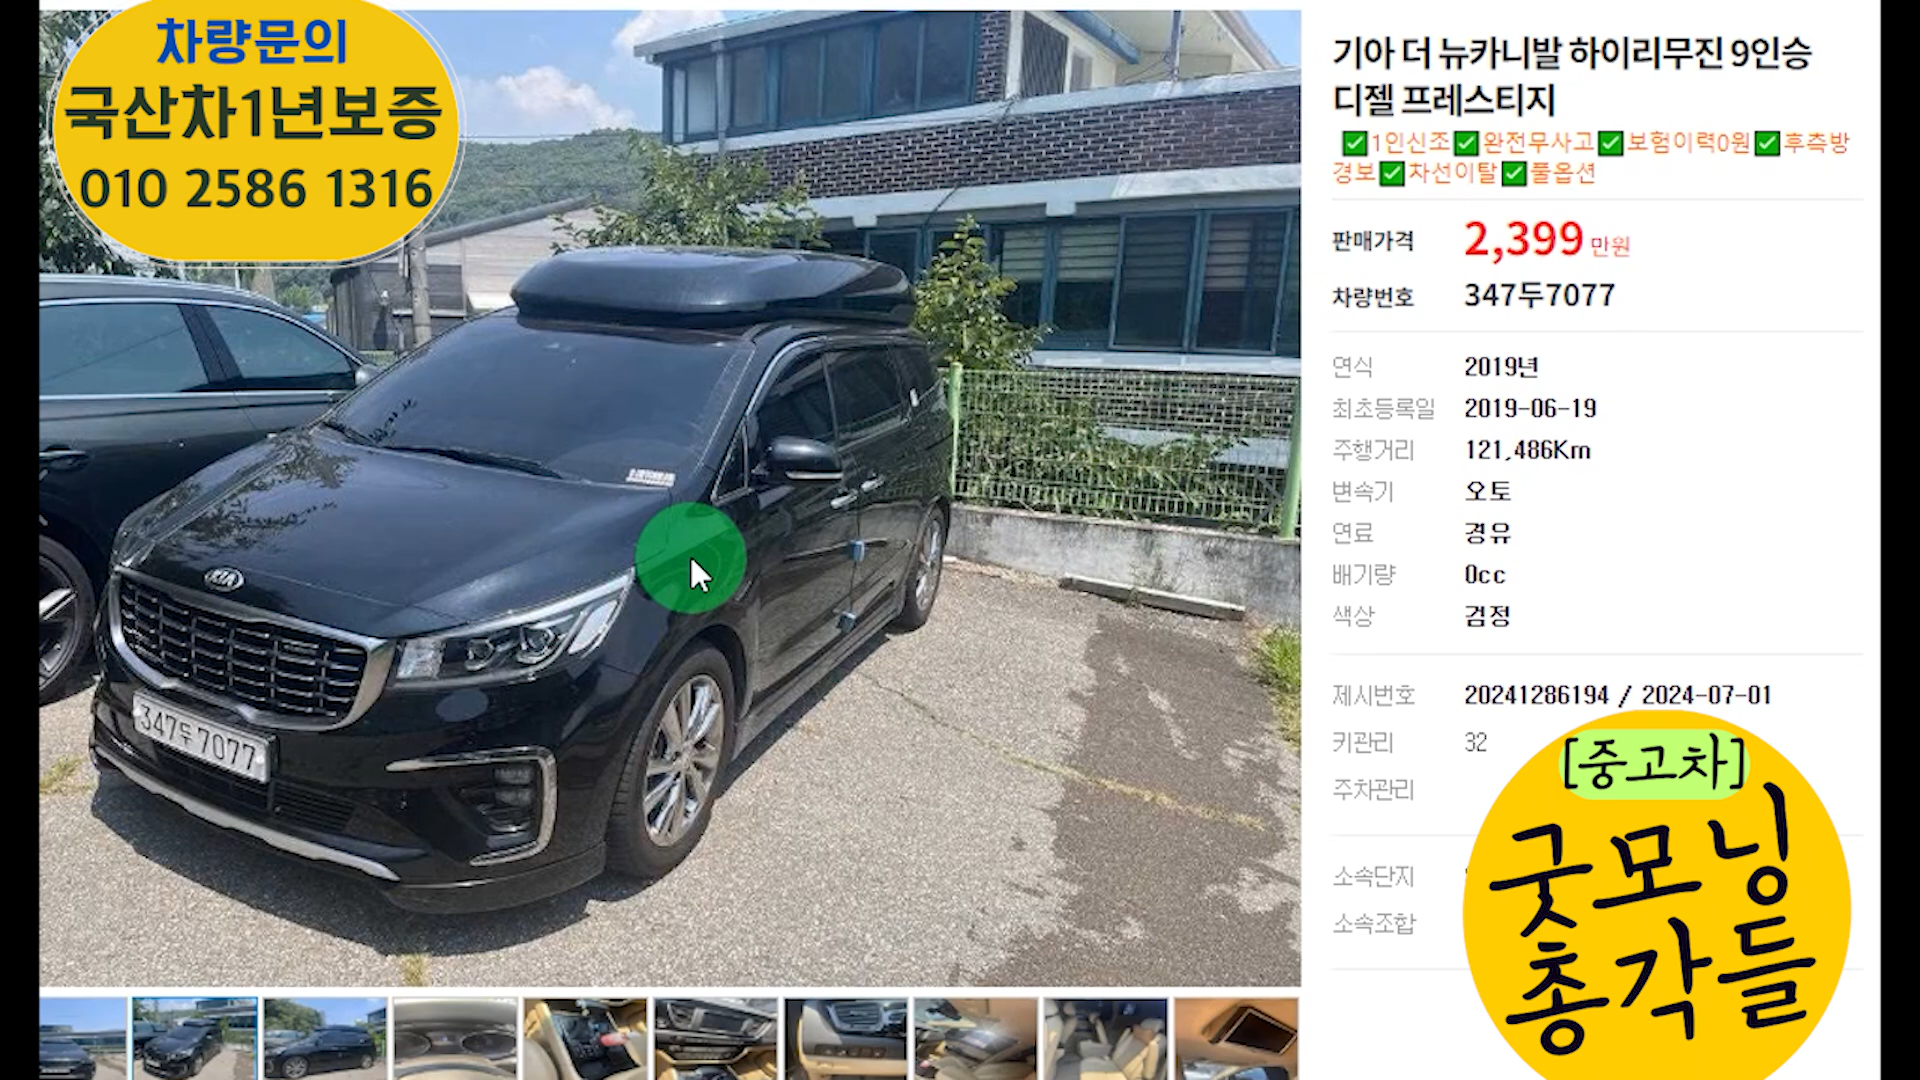 차량문의
국산차1년보증
010 2586 1316
KIA
347두7077
기아 더 뉴카니발 하이리무진 9인승
디젤 프레스티지
✅1인신조✅완전무사고✅보험이력0원✅후측방
경보✅차선이탈✅풀옵션
판매가격 2,399 만원
차량번호 347두7077
연식 2019년
최초등록일 2019-06-19
주행거리 121,486Km
변속기 오토
연료 경유
배기량 0cc
색상 검정
제시번호 20241286194 / 2024-07-01
키관리 32
주차관리
소속단지
소속조합
[중고차]
굿모닝
총각들